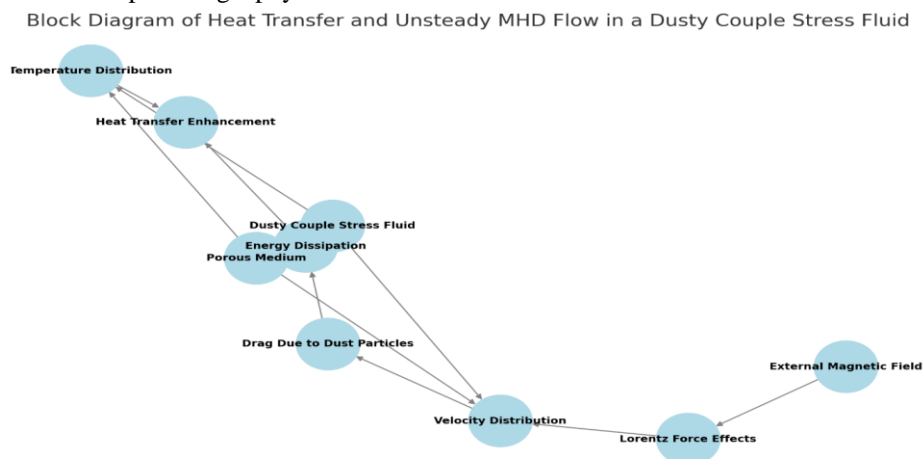 Block Diagram of Heat Transfer and Unsteady MHD Flow in a Dusty Couple Stress Fluid
Temperature Distribution
Heat Transfer Enhancement
Dusty Couple Stress Fluid
Energy Dissipation
Porous Medium
Drag Due to Dust Particles
External Magnetic Field
Velocity Distribution
Lorentz Force Effects